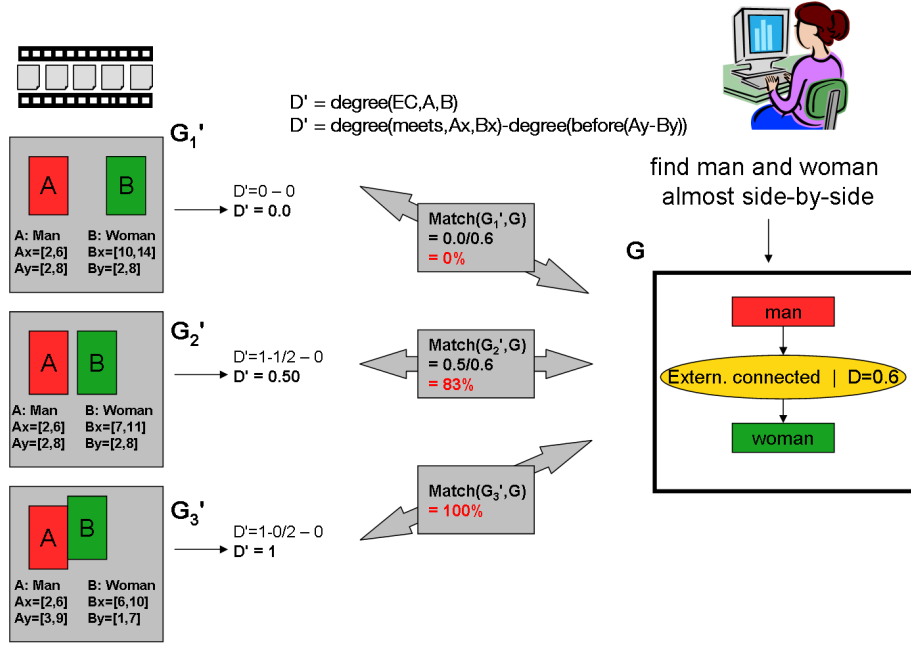 D' = degree(EC,A,B)
D' = degree(meets,Ax,Bx)-degree(before(Ay-By))
find man and woman
almost side-by-side
G₁'
A
B
A: Man B: Woman
Ax=[2,6] Bx=[10,14]
Ay=[2,8] By=[2,8]
D'=0 – 0
D' = 0.0
Match(G₁',G)
= 0.0/0.6
= 0%
G₂'
A
B
A: Man B: Woman
Ax=[2,6] Bx=[7,11]
Ay=[2,8] By=[2,8]
D'=1-1/2 – 0
D' = 0.50
Match(G₂',G)
= 0.5/0.6
= 83%
G₃'
A
B
A: Man B: Woman
Ax=[2,6] Bx=[6,10]
Ay=[3,9] By=[1,7]
D'=1-0/2 – 0
D' = 1
Match(G₃',G)
= 100%
G
man
Extern. connected | D=0.6
woman